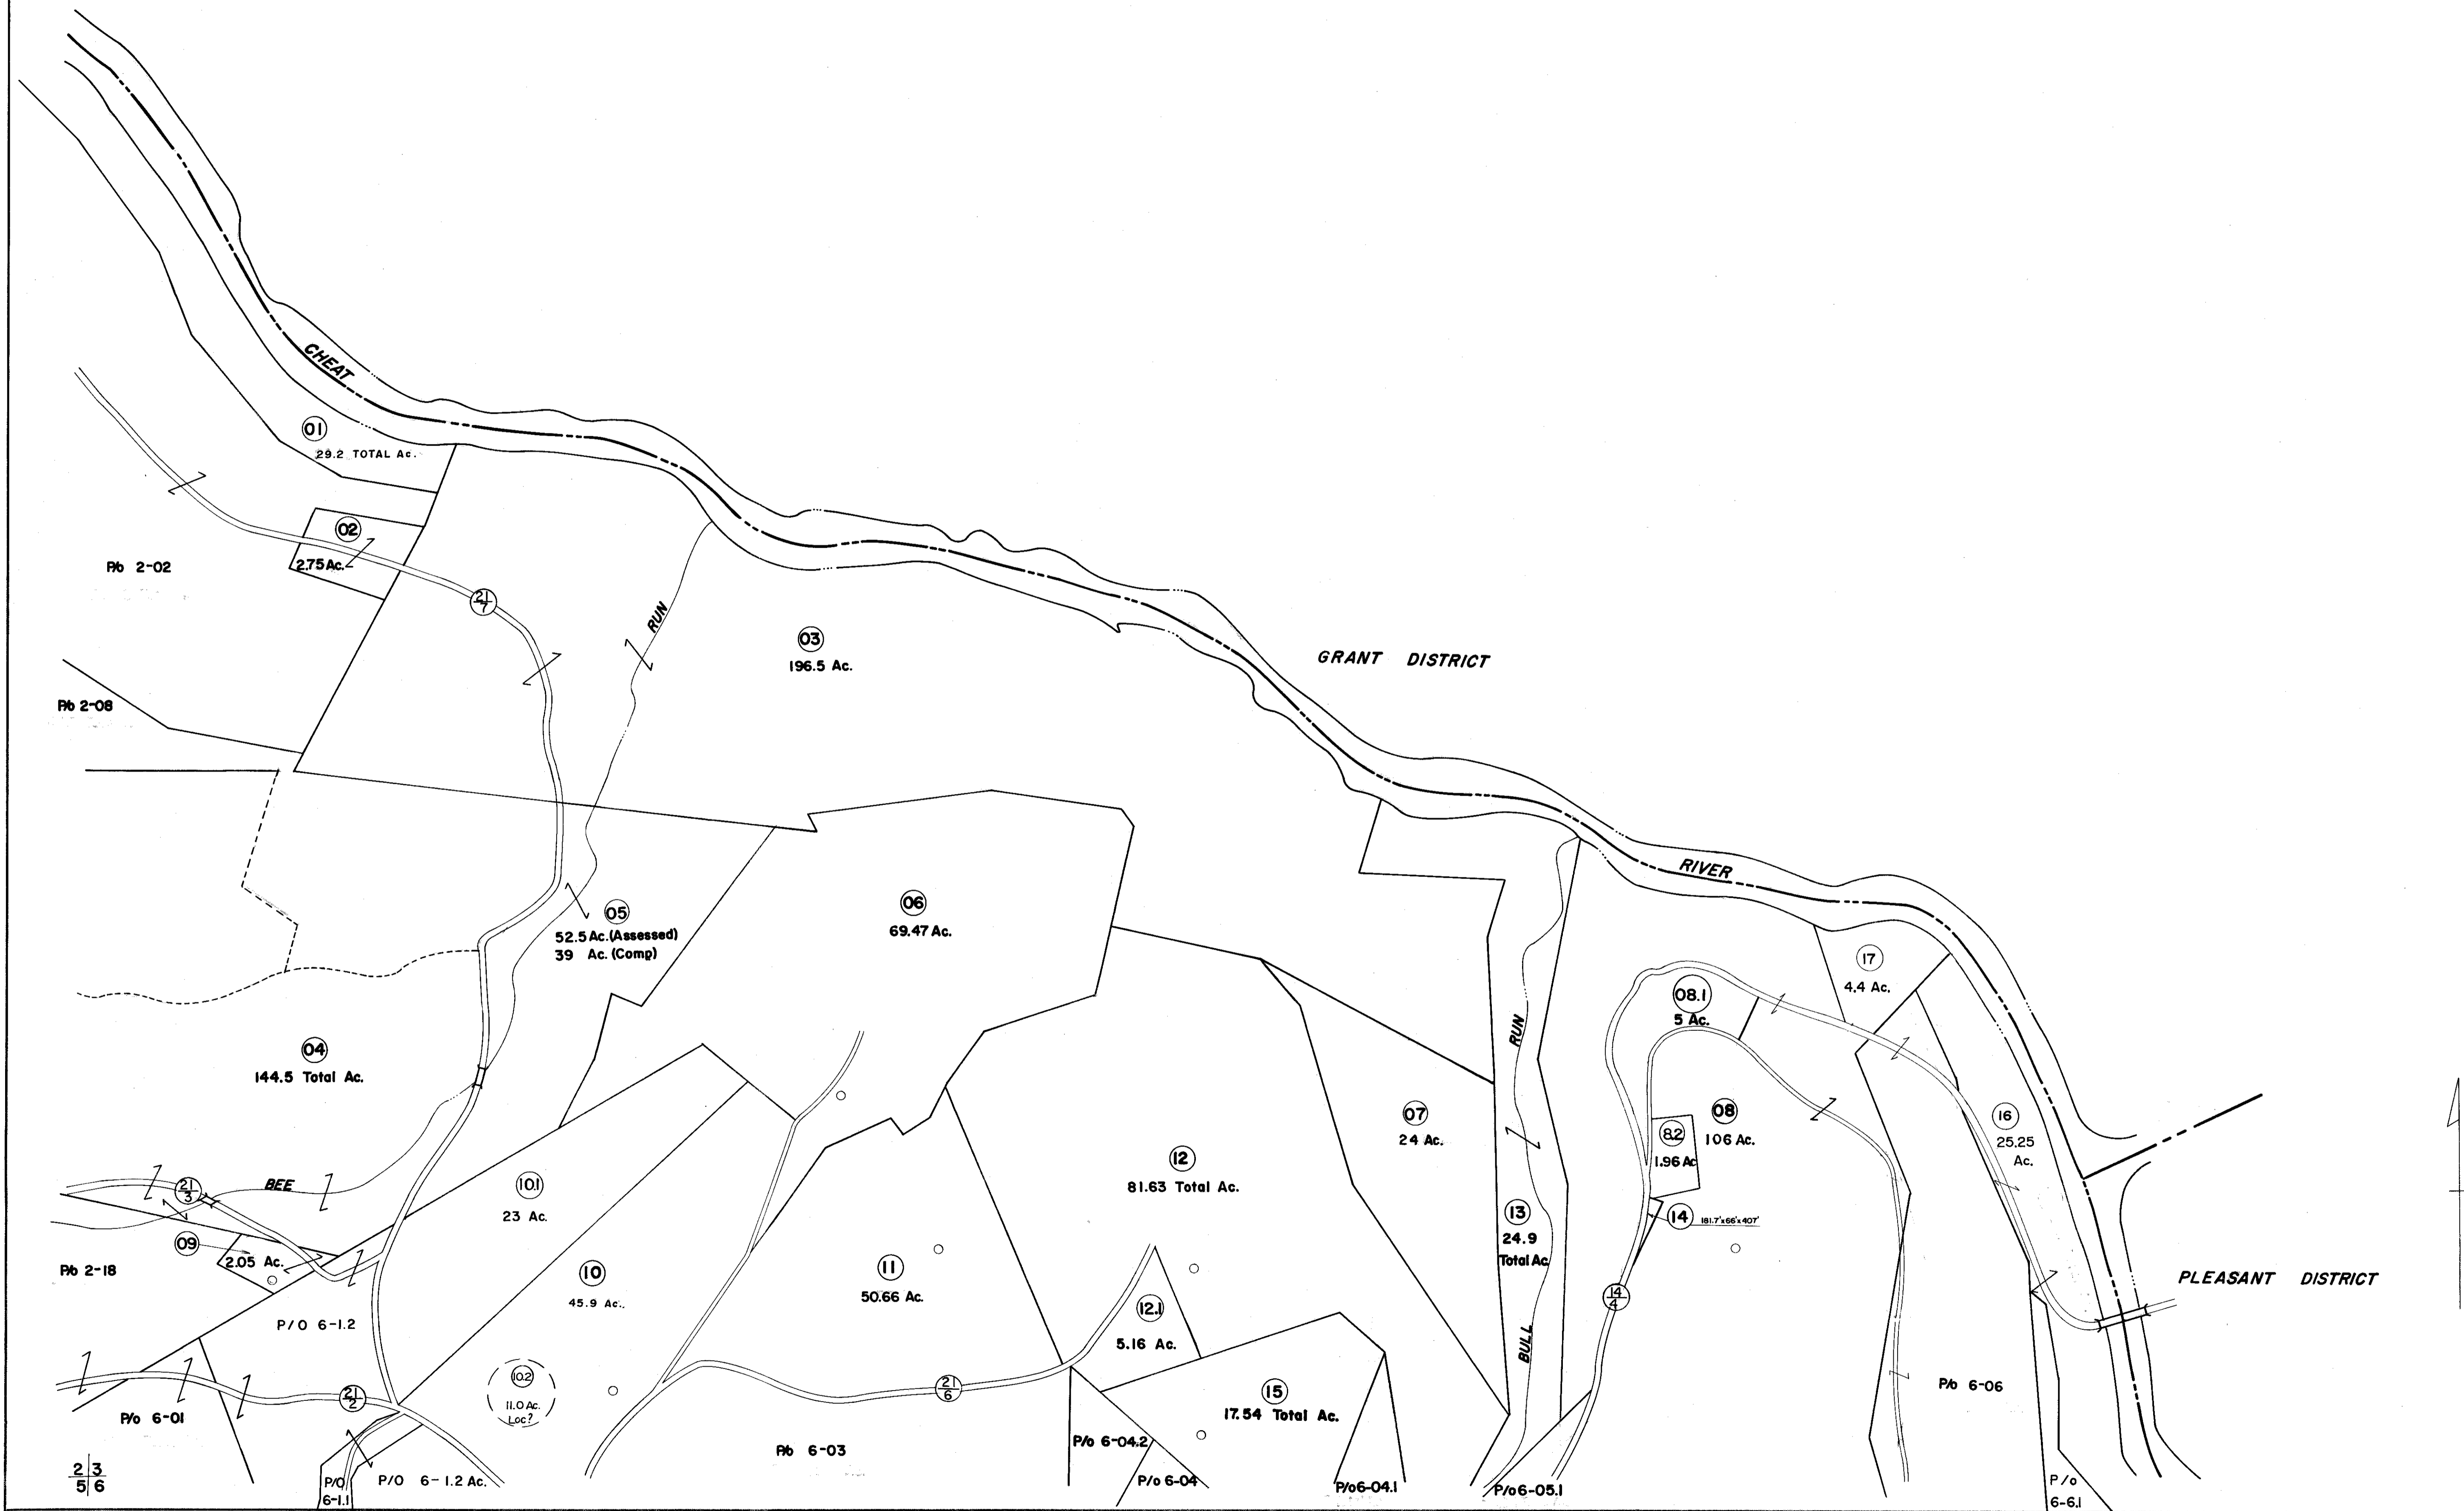 CHEAT
01
29.2 TOTAL Ac.
02
2.75 Ac.
P/o 2-02
21/7
RUN
03
196.5 Ac.
GRANT DISTRICT
P/o 2-08
RIVER
05
52.5 Ac. (Assessed)
39 Ac. (Comp)
06
69.47 Ac.
17
4.4 Ac.
08.1
5 Ac.
RUN
04
144.5 Total Ac.
07
24 Ac.
08
106 Ac.
8.2
1.96 Ac
16
25.25
Ac.
12
81.63 Total Ac.
21/3
BEE
10.1
23 Ac.
13
24.9
Total Ac
14
181.7'x66'x407'
09
2.05 Ac.
P/o 2-18
10
45.9 Ac.
11
50.66 Ac.
PLEASANT DISTRICT
14/4
12.1
5.16 Ac.
P/O 6-1.2
BULL
10.2
11.0 Ac.
Loc?
21/6
15
17.54 Total Ac.
P/o 6-06
21/2
P/o 6-01
P/o 6-03
P/o 6-04.2
2 3
5 6
P/O
6-1.1
P/O 6-1.2 Ac.
P/o 6-04
P/o 6-04.1
P/o 6-05.1
P/o
6-6.1